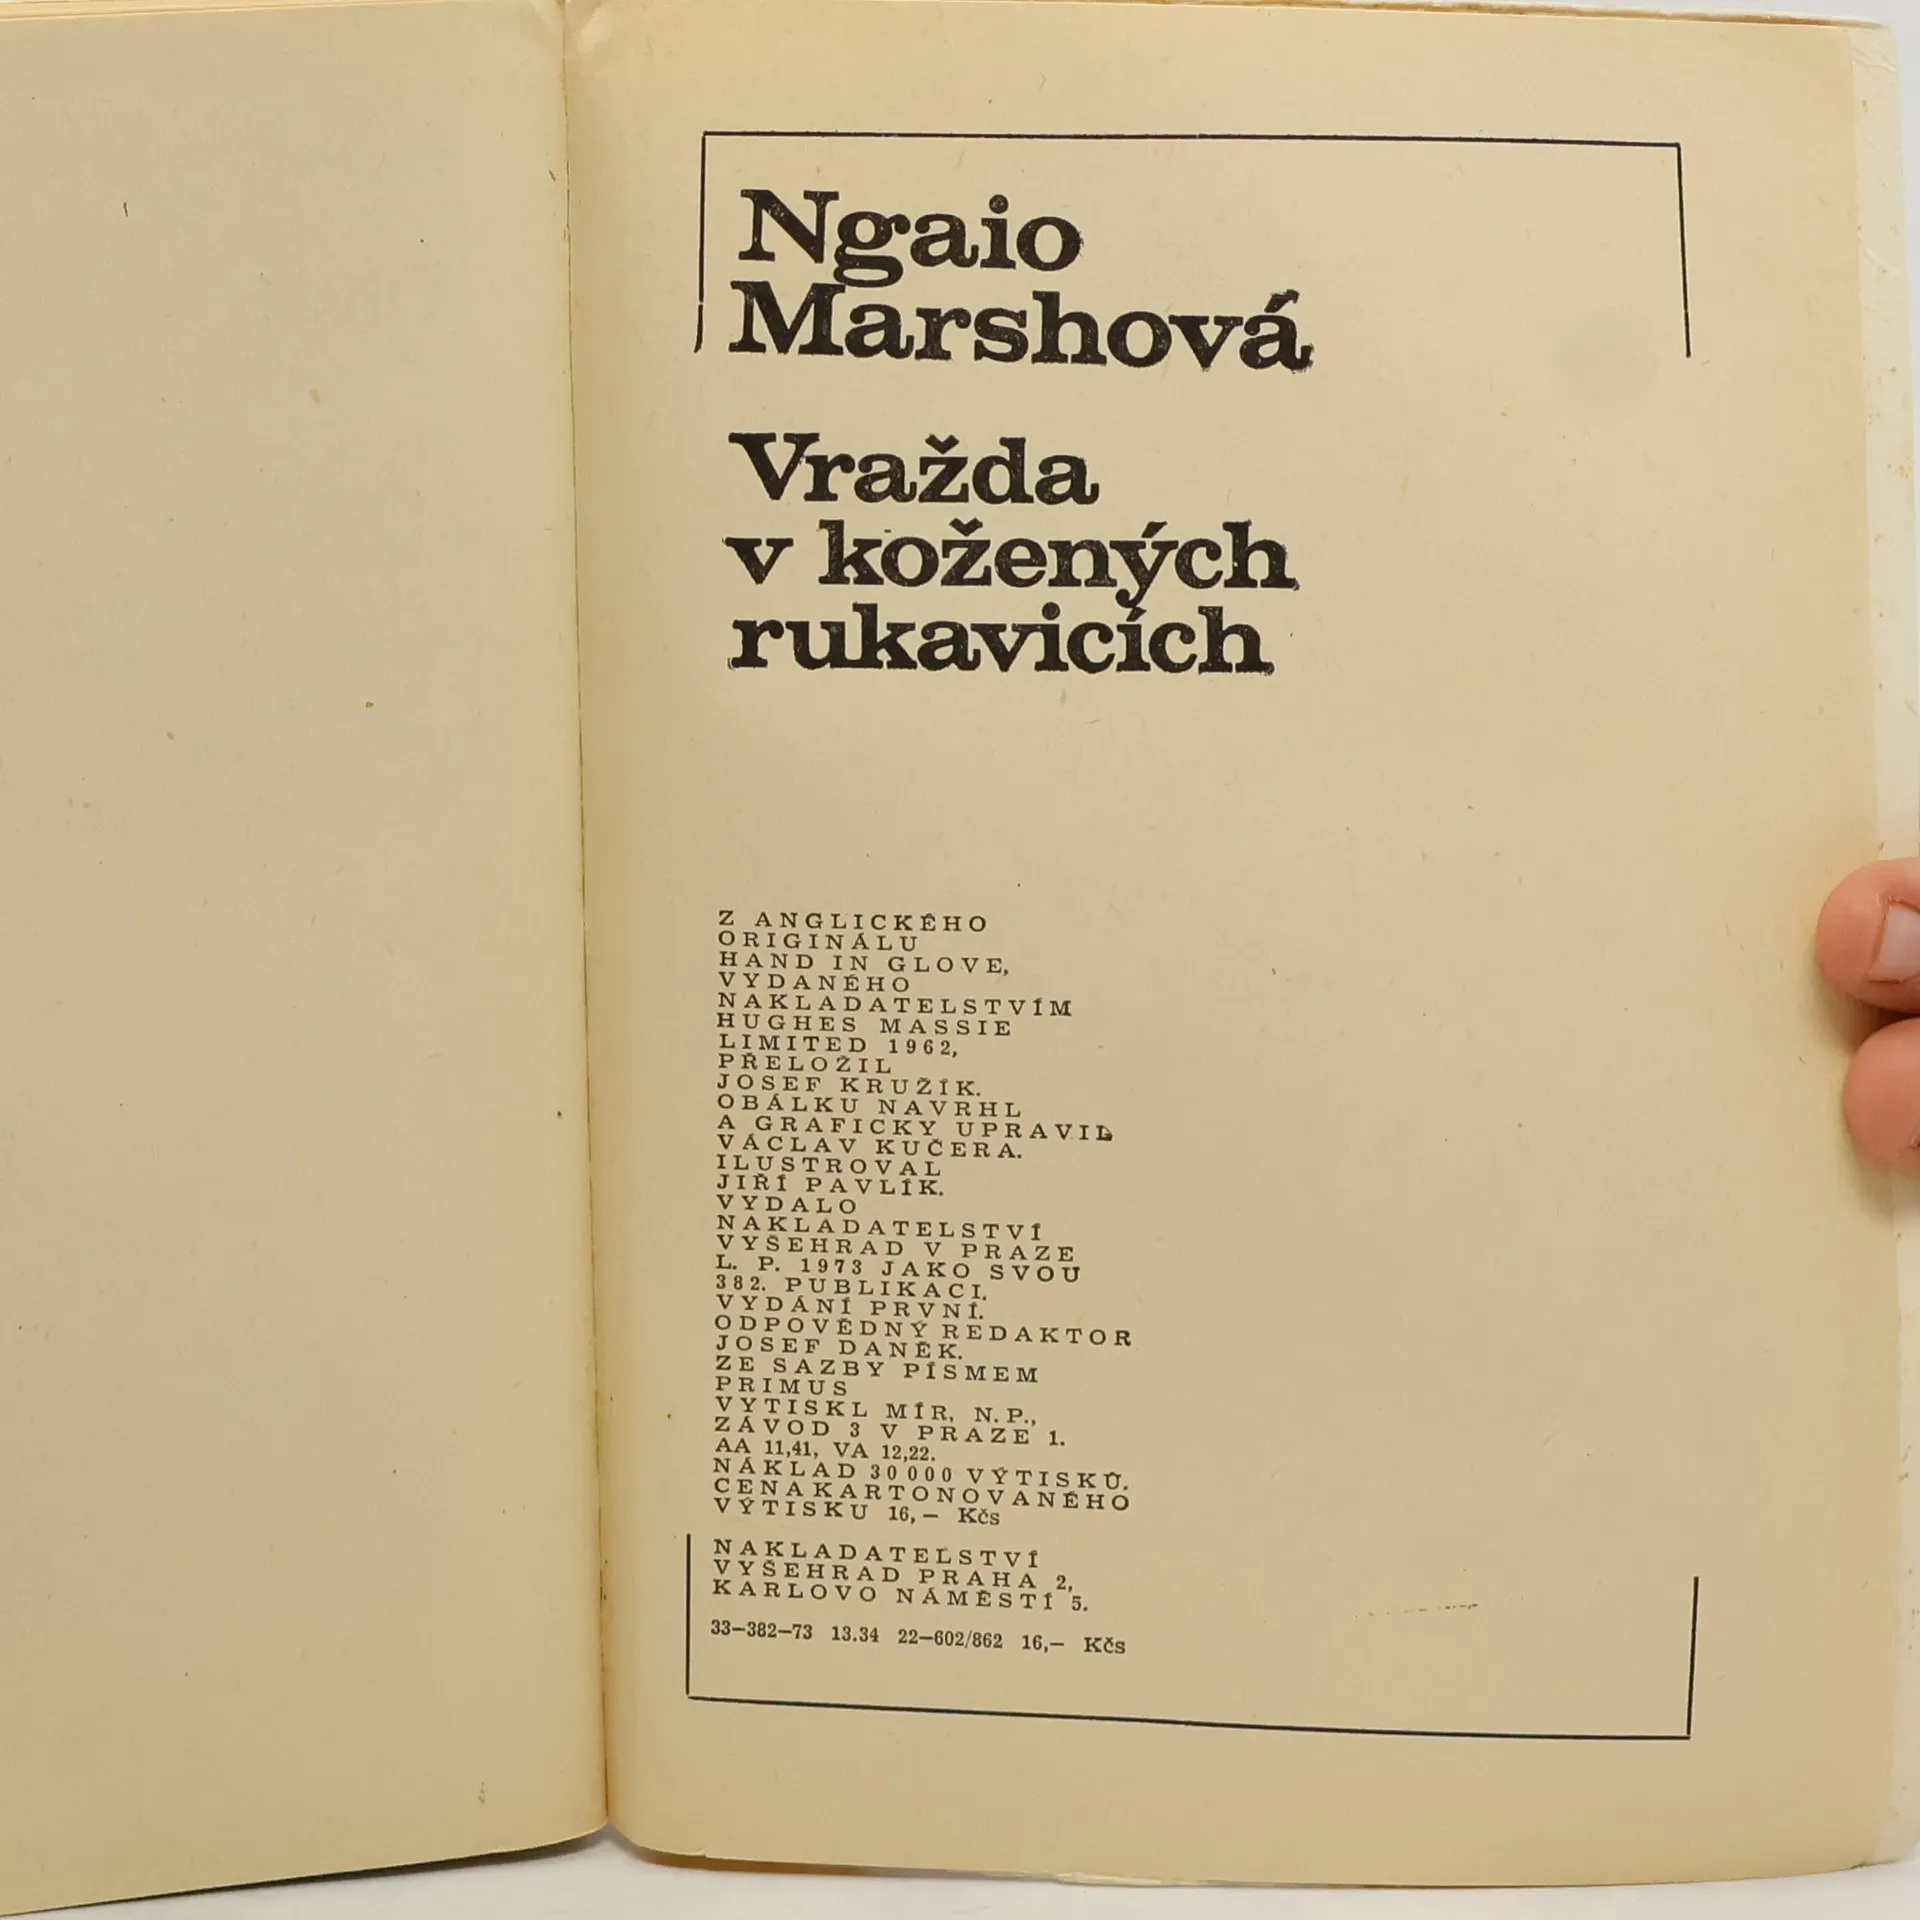 Ngaio
Marshová
Vražda
v kožených
rukavicích
Z ANGLICKÉHO
ORIGINÁLU
HAND IN GLOVE,
VYDANÉHO
NAKLADATELSTVÍM
HUGHES MASSIE
LIMITED 1962,
PŘELOŽIL
JOSEF KRUŽÍK.
OBÁLKU NAVRHL
A GRAFICKY UPRAVIL
VÁCLAV KUČERA.
ILUSTROVAL
JIŘÍ PAVLÍK.
VYDALO
NAKLADATELSTVÍ
VYŠEHRAD V PRAZE
L. P. 1973 JAKO SVOU
382. PUBLIKACI.
VYDÁNÍ PRVNÍ.
ODPOVĚDNÝ REDAKTOR
JOSEF DANĚK.
ZE SAZBY PÍSMEM
PRIMUS
VYTISKL MÍR, N. P.,
ZÁVOD 3 V PRAZE 1.
AA 11,41, VA 12,22.
NÁKLAD 30 000 VÝTISKŮ.
CENA KARTONOVANÉHO
VÝTISKU 16,— Kčs
NAKLADATELSTVÍ
VYŠEHRAD PRAHA 2,
KARLOVO NÁMĚSTÍ 5.
33—382—73 13.34 22—602/862 16,— Kčs